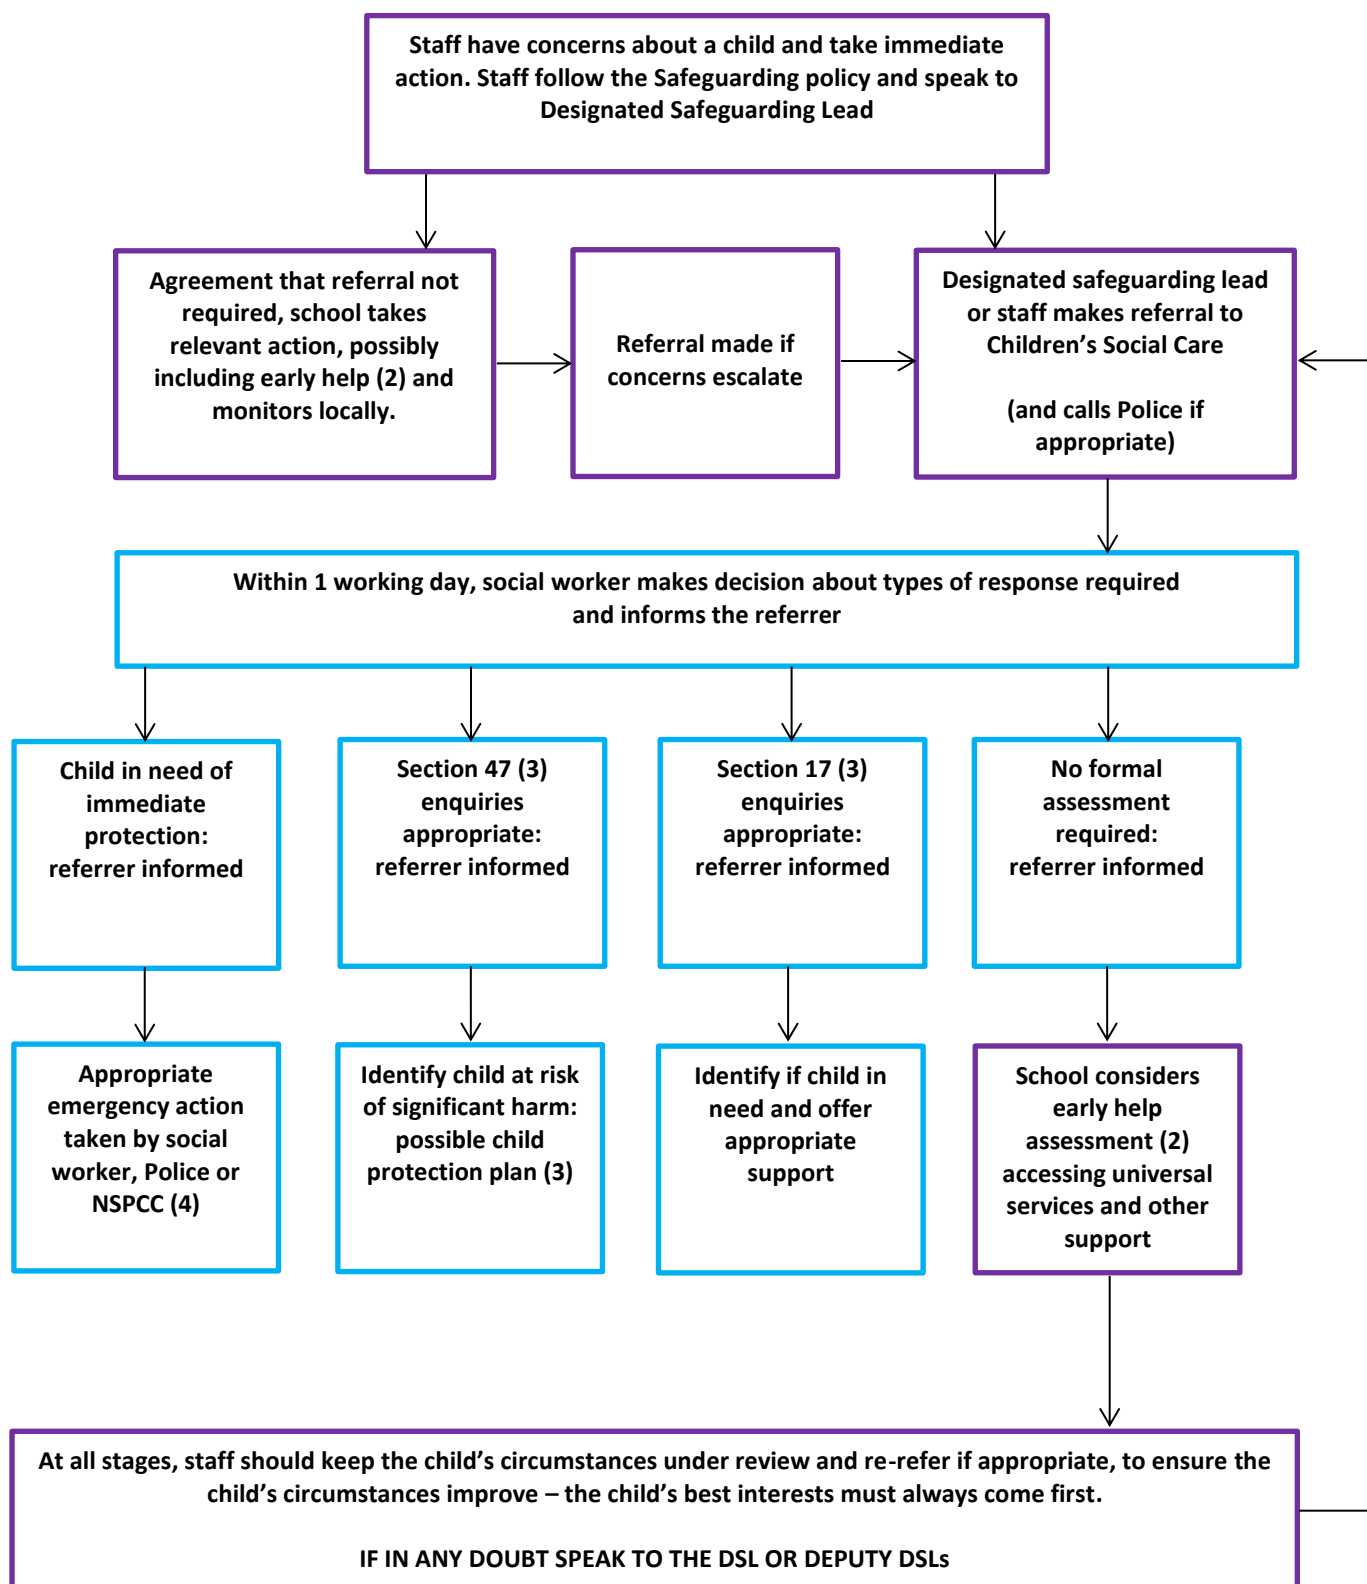 Staff have concerns about a child and take immediate
action. Staff follow the Safeguarding policy and speak to
Designated Safeguarding Lead
Agreement that referral not
required, school takes
relevant action, possibly
including early help (2) and
monitors locally.
Referral made if
concerns escalate
Designated safeguarding lead
or staff makes referral to
Children’s Social Care
(and calls Police if
appropriate)
Within 1 working day, social worker makes decision about types of response required
and informs the referrer
Child in need of
immediate
protection:
referrer informed
Section 47 (3)
enquiries
appropriate:
referrer informed
Section 17 (3)
enquiries
appropriate:
referrer informed
No formal
assessment
required:
referrer informed
Appropriate
emergency action
taken by social
worker, Police or
NSPCC (4)
Identify child at risk
of significant harm:
possible child
protection plan (3)
Identify if child in
need and offer
appropriate
support
School considers
early help
assessment (2)
accessing universal
services and other
support
At all stages, staff should keep the child’s circumstances under review and re-refer if appropriate, to ensure the
child’s circumstances improve – the child’s best interests must always come first.
IF IN ANY DOUBT SPEAK TO THE DSL OR DEPUTY DSLs